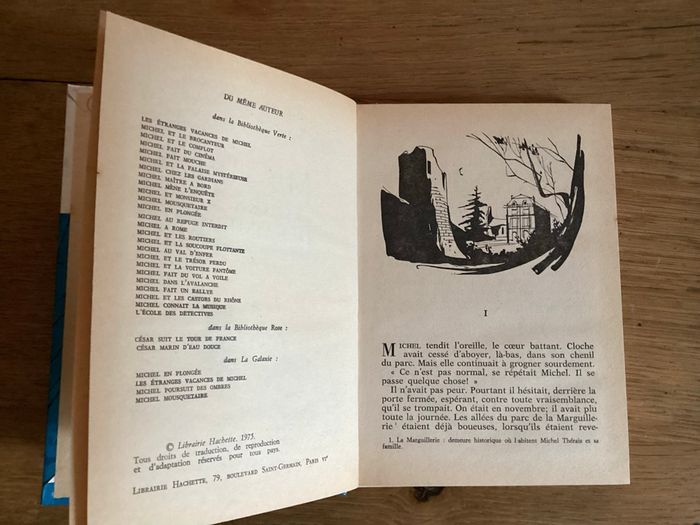 DU MÊME AUTEUR
dans la Bibliothèque Verte :
LES ÉTRANGES VACANCES DE MICHEL
MICHEL ET LE BROCANTEUR
MICHEL ET LE COMPLOT
MICHEL FAIT DU CINÉMA
MICHEL FAIT MOUCHE
MICHEL ET LA FALAISE MYSTÉRIEUSE
MICHEL CHEZ LES GARDIANS
MICHEL MAÎTRE A BORD
MICHEL MÈNE L'ENQUÊTE
MICHEL ET MONSIEUR X
MICHEL MOUSQUETAIRE
MICHEL EN PLONGÉE
MICHEL AU REFUGE INTERDIT
MICHEL A ROME
MICHEL ET LES ROUTIERS
MICHEL ET LA SOUCOUPE FLOTTANTE
MICHEL AU VAL D'ENFER
MICHEL ET LE TRÉSOR PERDU
MICHEL ET LA VOITURE FANTÔME
MICHEL FAIT DU VOL A VOILE
MICHEL DANS L'AVALANCHE
MICHEL FAIT UN RALLYE
MICHEL ET LES CASTORS DU RHÔNE
MICHEL CONNAIT LA MUSIQUE
L'ÉCOLE DES DÉTECTIVES
dans la Bibliothèque Rose :
CÉSAR SUIT LE TOUR DE FRANCE
CÉSAR MARIN D'EAU DOUCE
dans La Galaxie :
MICHEL EN PLONGÉE
LES ÉTRANGES VACANCES DE MICHEL
MICHEL POURSUIT DES OMBRES
MICHEL MOUSQUETAIRE
© Librairie Hachette, 1975.
Tous droits de traduction, de reproduction
et d'adaptation réservés pour tous pays.
LIBRAIRIE HACHETTE, 79, BOULEVARD SAINT-GERMAIN, PARIS VIe
I
MICHEL tendit l'oreille, le cœur battant. Cloche
avait cessé d'aboyer, là-bas, dans son chenil
du parc. Mais elle continuait à grogner sourdement.
« Ce n'est pas normal, se répétait Michel. Il se
passe quelque chose! »
Il n'avait pas peur. Pourtant il hésitait, derrière la
porte fermée, espérant, contre toute vraisemblance,
qu'il se trompait. On était en novembre; il avait plu
toute la journée. Les allées du parc de la Marguille-
rie¹ étaient déjà boueuses, lorsqu'ils étaient reve-
1. La Marguillerie : demeure historique où habitent Michel Thérais et sa
famille.